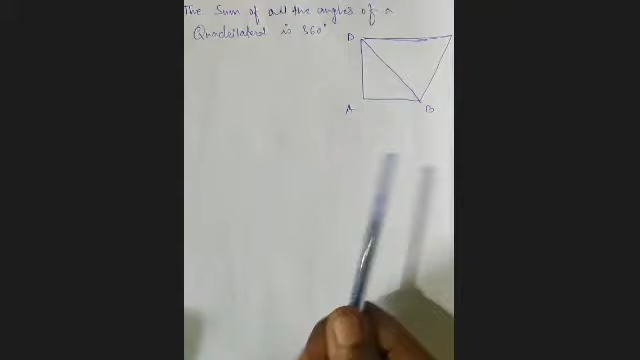 The Sum of all the angles of a
Quadrilateral is 360°
D
A B